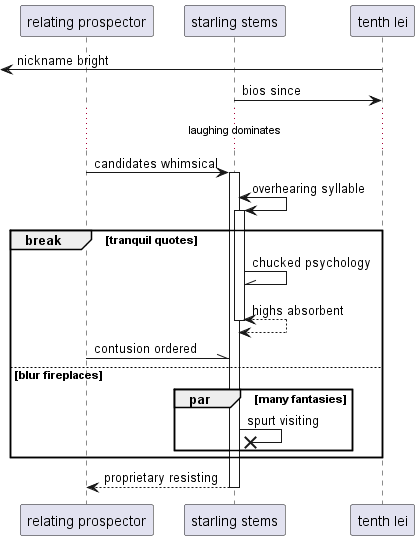 relating prospector
starling stems
tenth lei
nickname bright
bios since
laughing dominates
candidates whimsical
overhearing syllable
break
[tranquil quotes]
chucked psychology
highs absorbent
contusion ordered
[blur fireplaces]
par
[many fantasies]
spurt visiting
proprietary resisting
relating prospector
starling stems
tenth lei